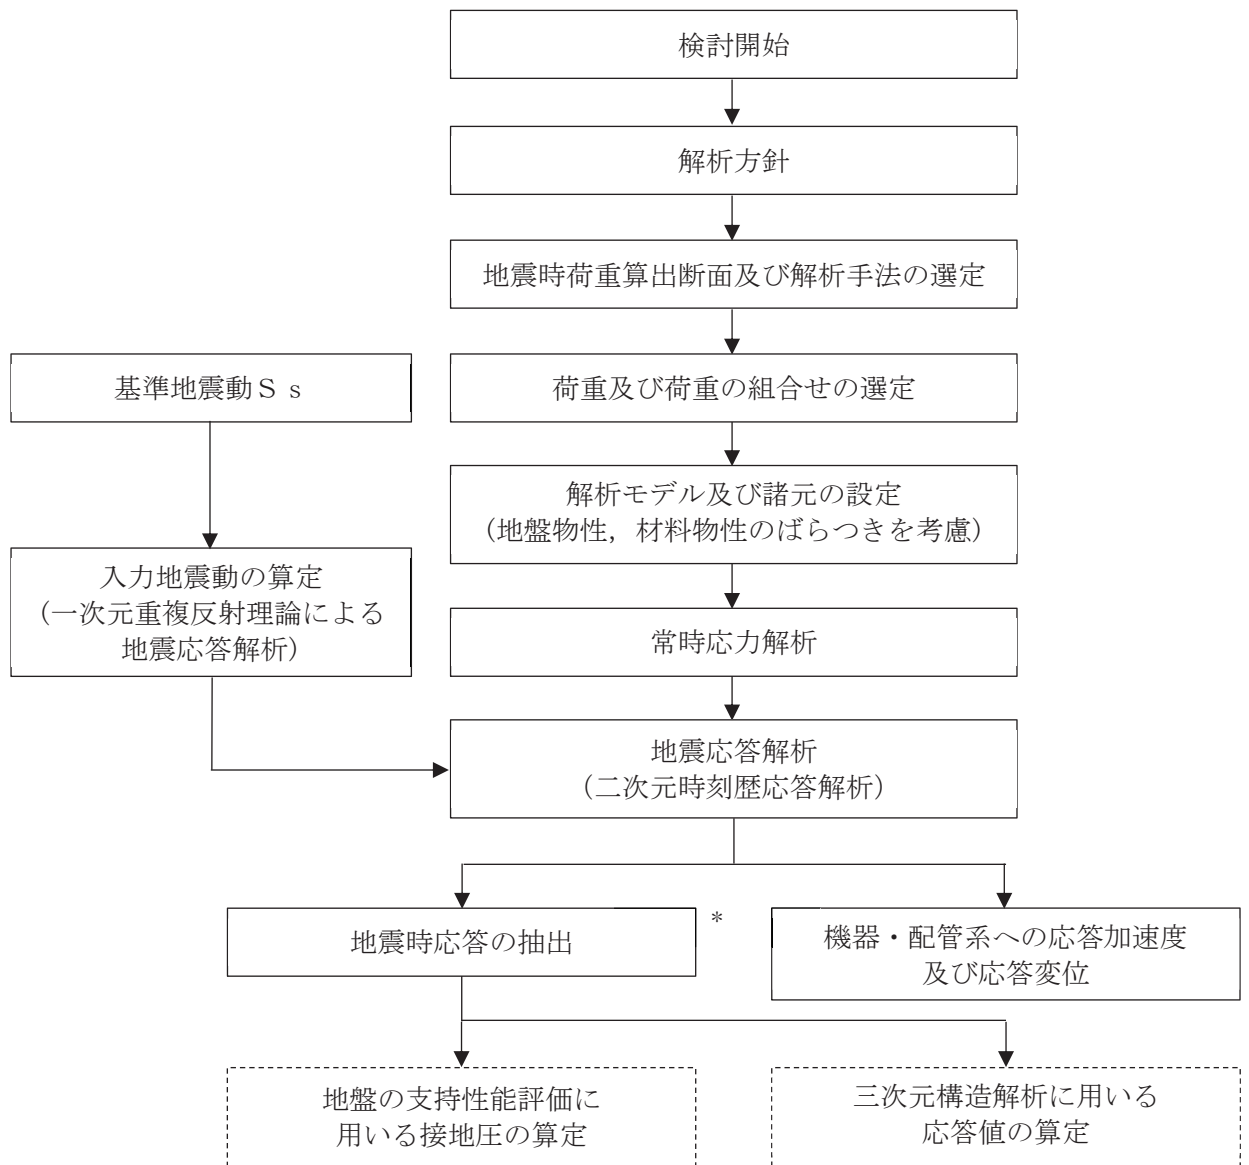 検討開始
解析方針
地震時荷重算出断面及び解析手法の選定
基準地震動Ｓｓ
荷重及び荷重の組合せの選定
解析モデル及び諸元の設定
（地盤物性，材料物性のばらつきを考慮）
入力地震動の算定
（一次元重複反射理論による
地震応答解析）
常時応力解析
地震応答解析
（二次元時刻歴応答解析）
地震時応答の抽出
*
機器・配管系への応答加速度
及び応答変位
地盤の支持性能評価に
用いる接地圧の算定
三次元構造解析に用いる
応答値の算定